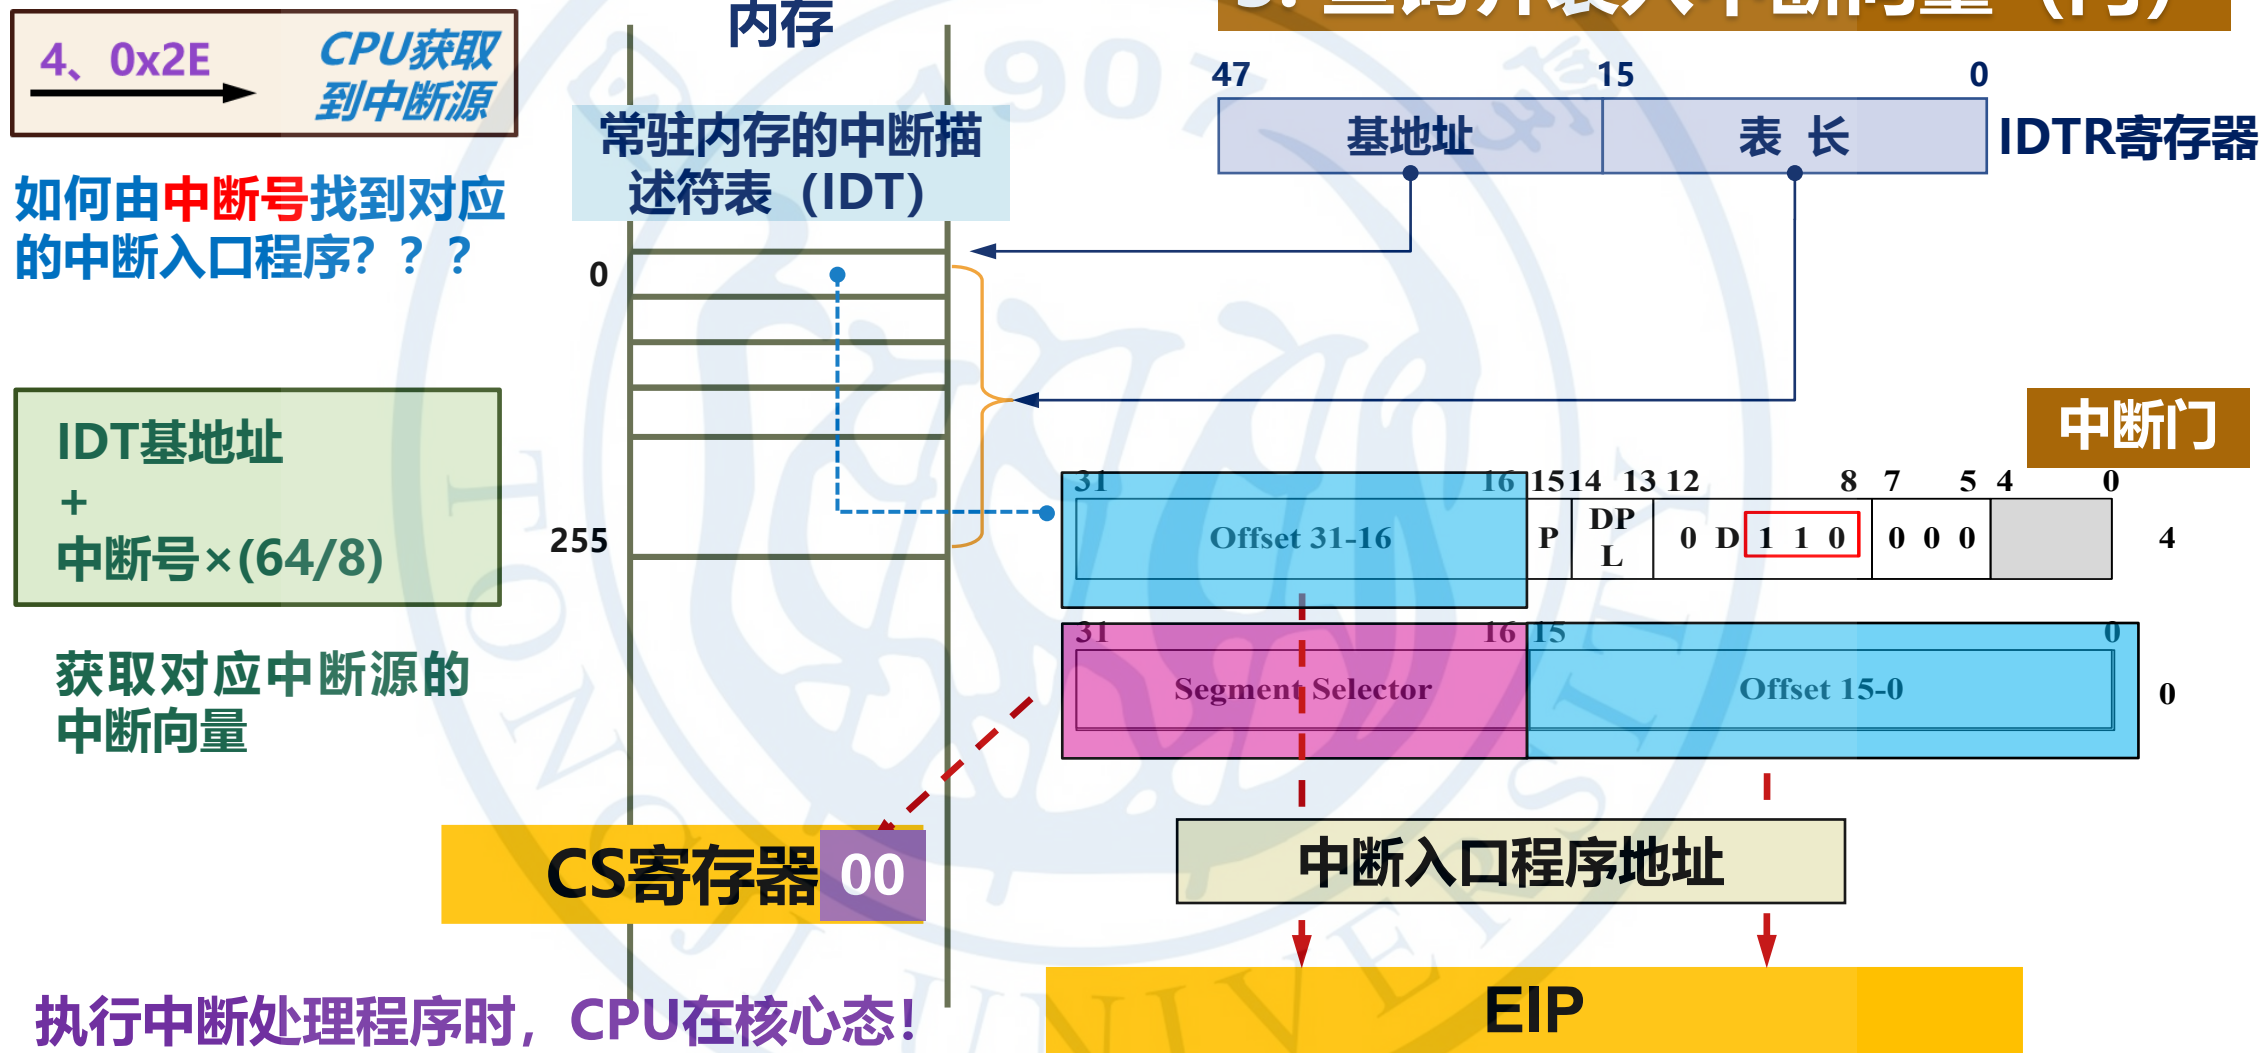 内存
4、0x2E
CPU获取
到中断源
如何由中断号找到对应
的中断入口程序？？？
常驻内存的中断描
述符表（IDT）
47 15 0
基地址 表 长
IDTR寄存器
0
255
IDT基地址
+
中断号×(64/8)
获取对应中断源的
中断向量
中断门
31 16 15 14 13 12 8 7 5 4 0
Offset 31-16 P DP
L 0 D 1 1 0 0 0 0 4
31 16 15 0
Segment Selector Offset 15-0 0
CS寄存器 00
中断入口程序地址
EIP
执行中断处理程序时，CPU在核心态！
1907
TONGJI UNIVERSITY